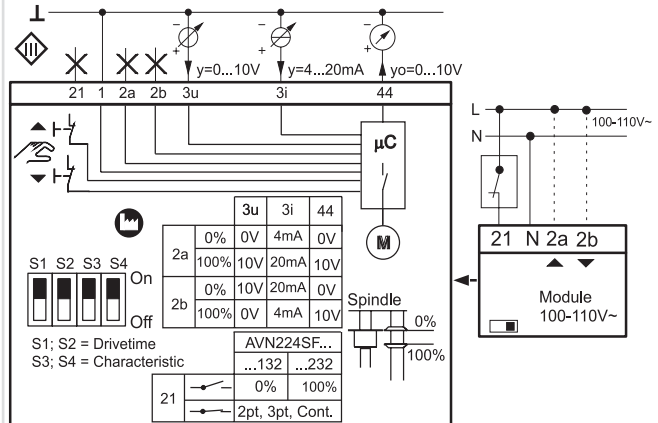 ⊥
III
− + − + − +
y=0...10V y=4...20mA yo=0...10V
21 1 2a 2b 3u 3i 44
▲
▼
µC
M
3u 3i 44
2a 0% 0V 4mA 0V
100% 10V 20mA 10V
2b 0% 10V 20mA 0V
100% 0V 4mA 10V
S1 S2 S3 S4
On
Off
S1; S2 = Drivetime
S3; S4 = Characteristic
AVN224SF...
...132 ...232
21 0% 100%
2pt, 3pt, Cont.
Spindle
0%
100%
L
N
100-110V~
21 N 2a 2b
▲ ▼
Module
100-110V~